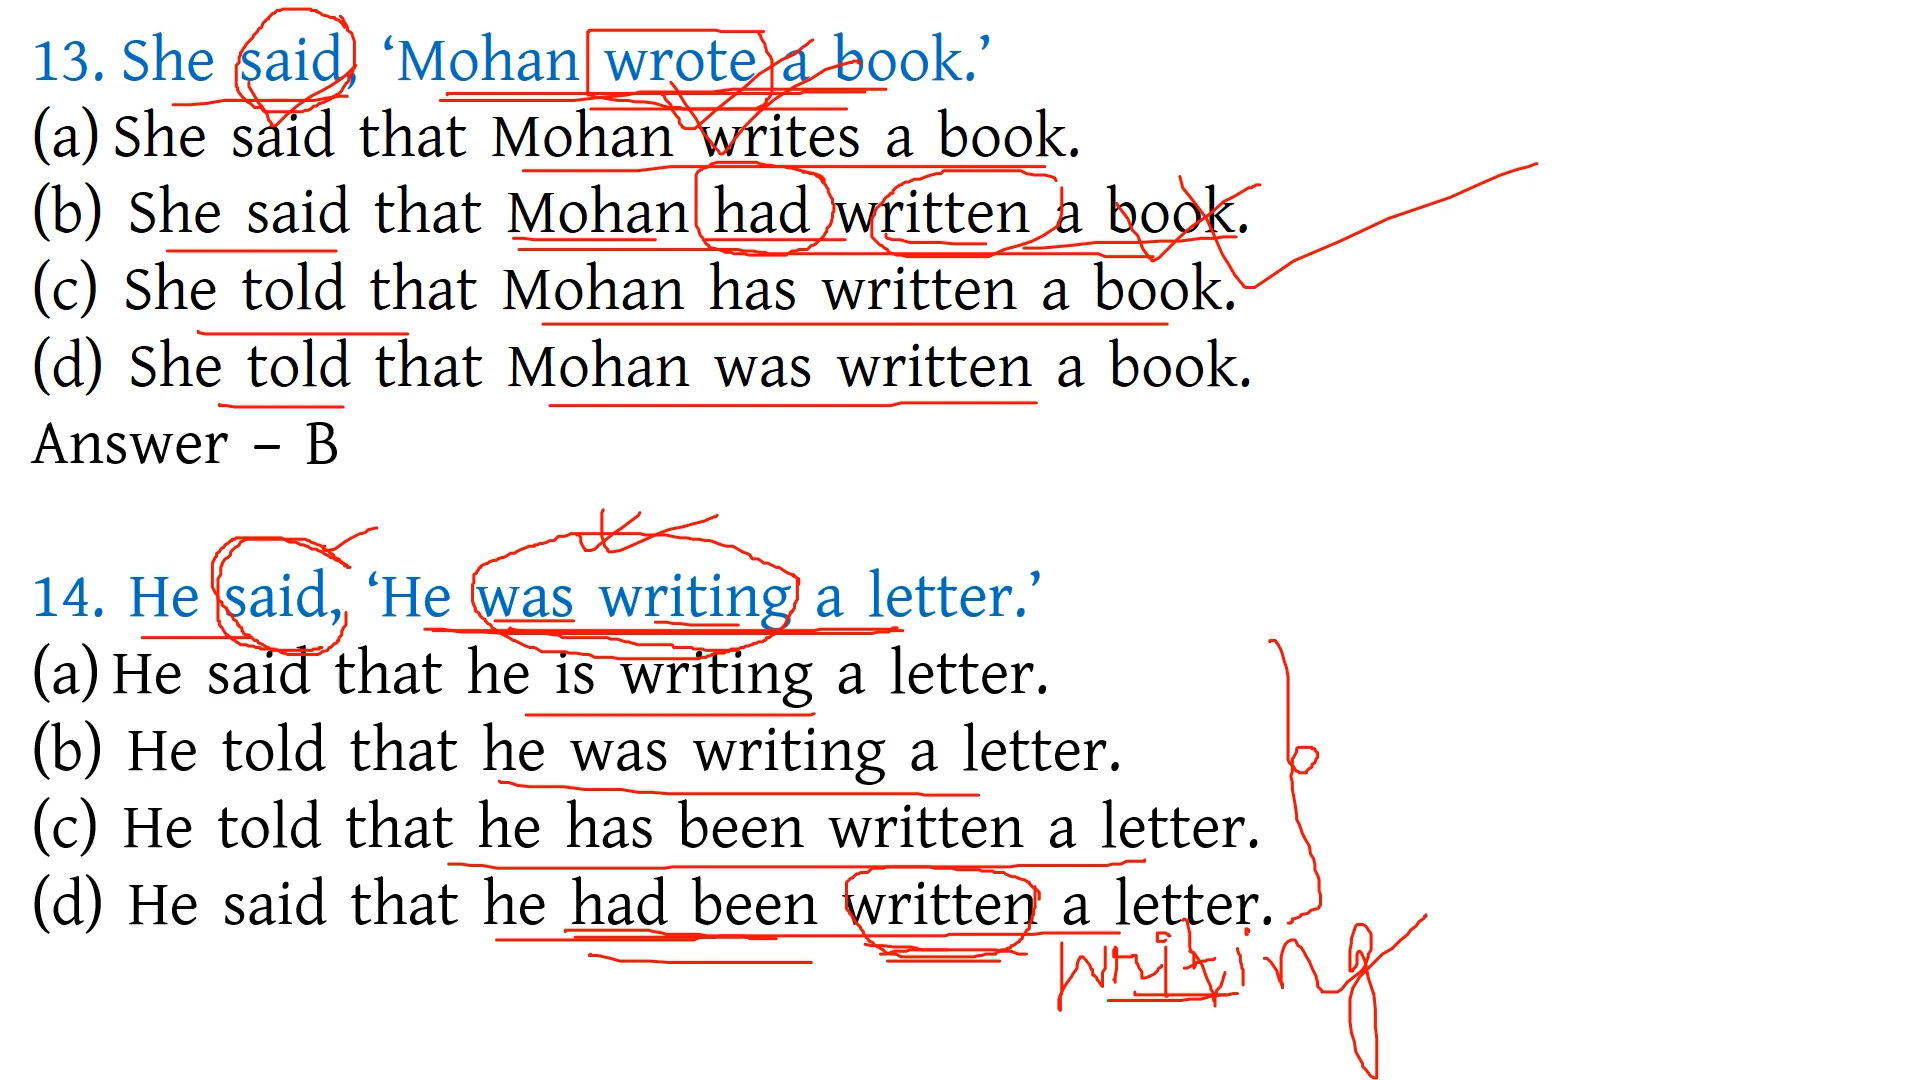 13. She said, ‘Mohan wrote a book.’
(a) She said that Mohan writes a book.
(b) She said that Mohan had written a book.
(c) She told that Mohan has written a book.
(d) She told that Mohan was written a book.
Answer – B
14. He said, ‘He was writing a letter.’
(a) He said that he is writing a letter.
(b) He told that he was writing a letter.
(c) He told that he has been written a letter.
(d) He said that he had been written a letter.
writing